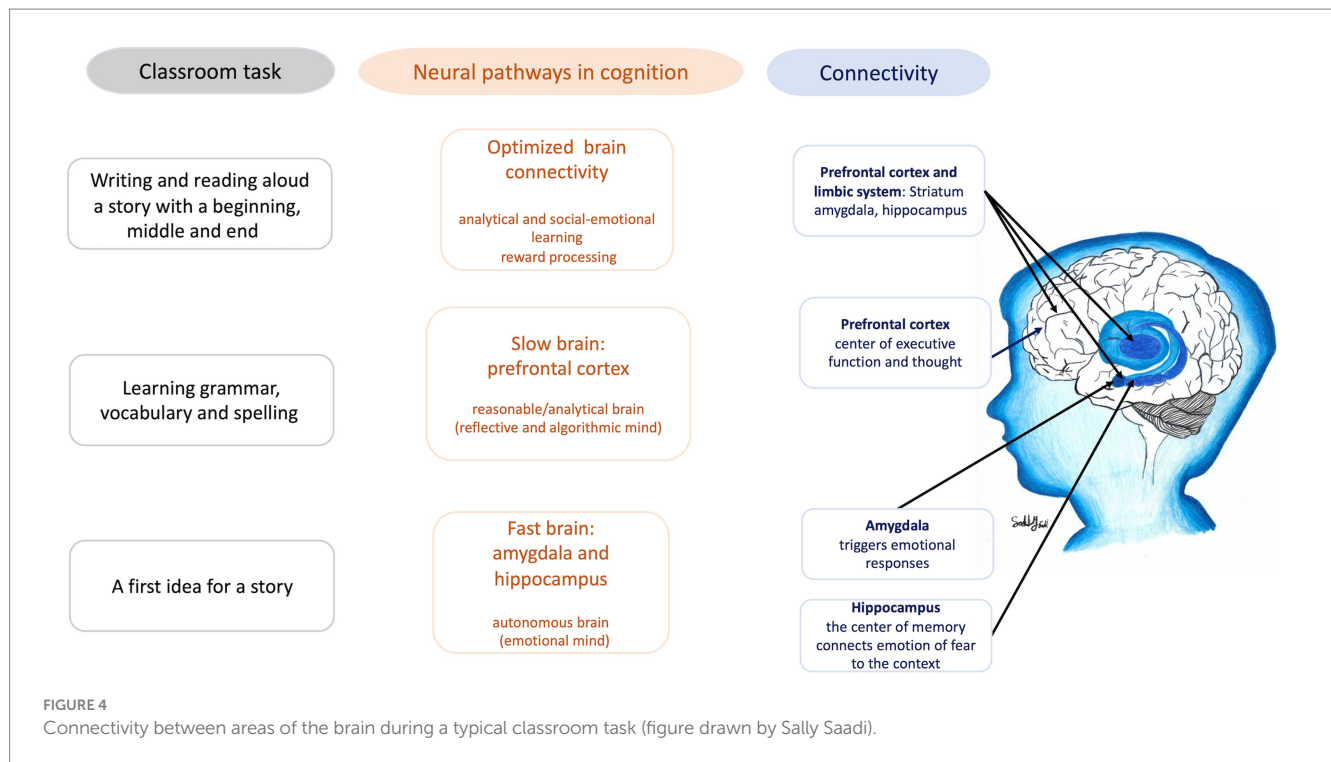 Classroom task
Neural pathways in cognition
Connectivity
Writing and reading aloud
a story with a beginning,
middle and end
Optimized brain
connectivity
analytical and social-emotional
learning
reward processing
Prefrontal cortex and
limbic system: Striatum
amygdala, hippocampus
Learning grammar,
vocabulary and spelling
Slow brain:
prefrontal cortex
reasonable/analytical brain
(reflective and algorithmic mind)
Prefrontal cortex
center of executive
function and thought
A first idea for a story
Fast brain:
amygdala and
hippocampus
autonomous brain
(emotional mind)
Amygdala
triggers emotional
responses
Hippocampus
the center of memory
connects emotion of fear
to the context
FIGURE 4
Connectivity between areas of the brain during a typical classroom task (figure drawn by Sally Saadi).